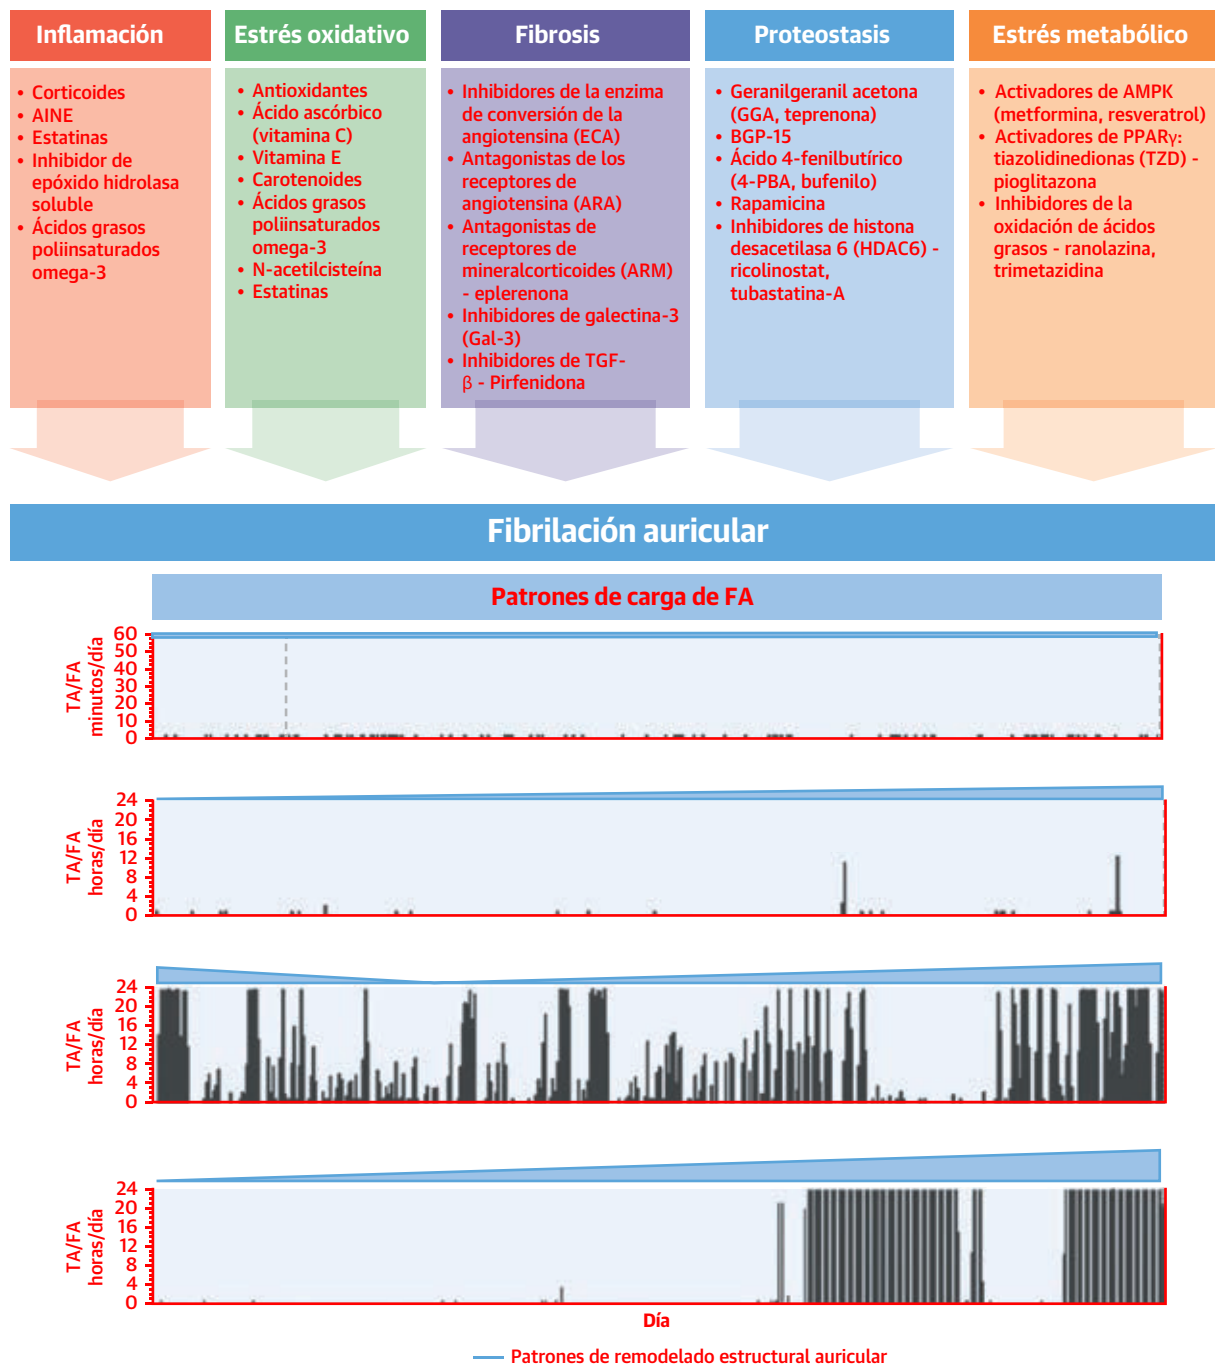 Inflamación
Corticoides
AINE
Estatinas
Inhibidor de
epóxido hidrolasa
soluble
Ácidos grasos
poliinsaturados
omega-3
Estrés oxidativo
Antioxidantes
Ácido ascórbico
(vitamina C)
Vitamina E
Carotenoides
Ácidos grasos
poliinsaturados
omega-3
N-acetilcisteína
Estatinas
Fibrosis
Inhibidores de la enzima
de conversión de la
angiotensina (ECA)
Antagonistas de los
receptores de
angiotensina (ARA)
Antagonistas de
receptores de
mineralcorticoides (ARM)
- eplerenona
Inhibidores de galectina-3
(Gal-3)
Inhibidores de TGF-
β - Pirfenidona
Proteostasis
Geranilgeranil acetona
(GGA, teprenona)
BGP-15
Ácido 4-fenilbutírico
(4-PBA, bufenilo)
Rapamicina
Inhibidores de histona
desacetilasa 6 (HDAC6) -
ricolinostat,
tubastatina-A
Estrés metabólico
Activadores de AMPK
(metformina, resveratrol)
Activadores de PPARγ:
tiazolidinedionas (TZD) -
pioglitazona
Inhibidores de la
oxidación de ácidos
grasos - ranolazina,
trimetazidina
Fibrilación auricular
Patrones de carga de FA
TA/FA
minutos/día
60
50
40
30
20
10
0
TA/FA
horas/día
24
20
16
12
8
4
0
TA/FA
horas/día
24
20
16
12
8
4
0
TA/FA
horas/día
24
20
16
12
8
4
0
Día
Patrones de remodelado estructural auricular